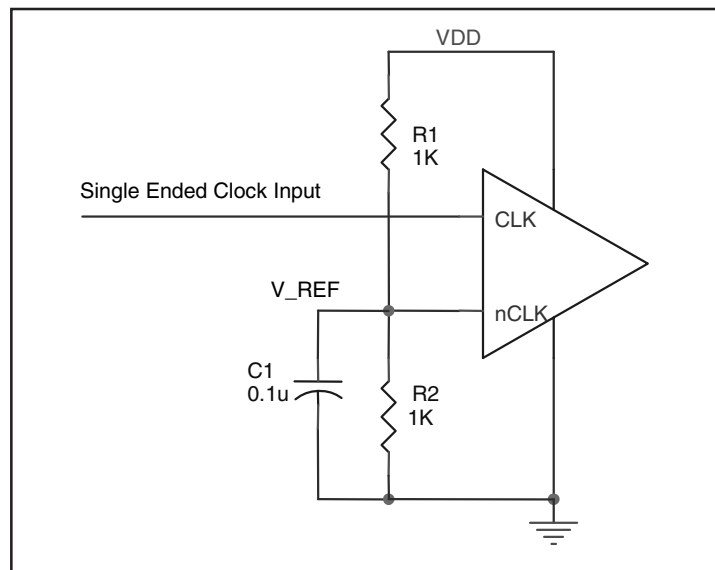 VDD
R1
1K
Single Ended Clock Input
CLK
V_REF
nCLK
C1
0.1u
R2
1K